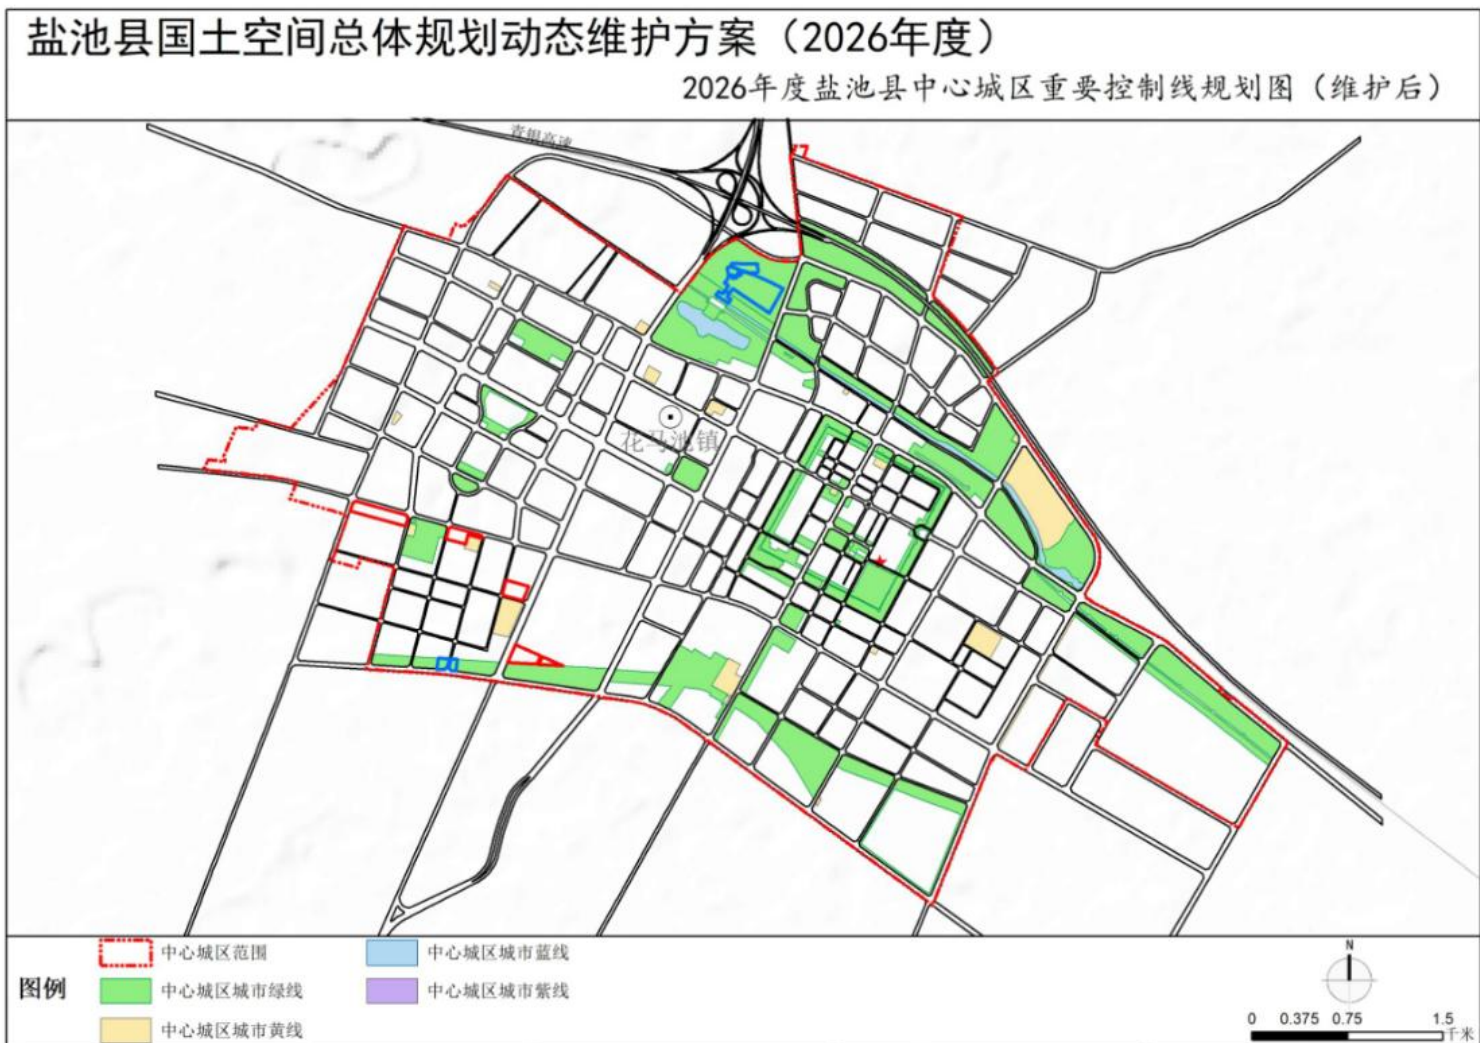 盐池县国土空间总体规划动态维护方案（2026年度）
2026年度盐池县中心城区重要控制线规划图（维护后）
青银高速
花马池镇
图例
中心城区范围
中心城区城市蓝线
中心城区城市绿线
中心城区城市紫线
中心城区城市黄线
N
0 0.375 0.75 1.5
千米